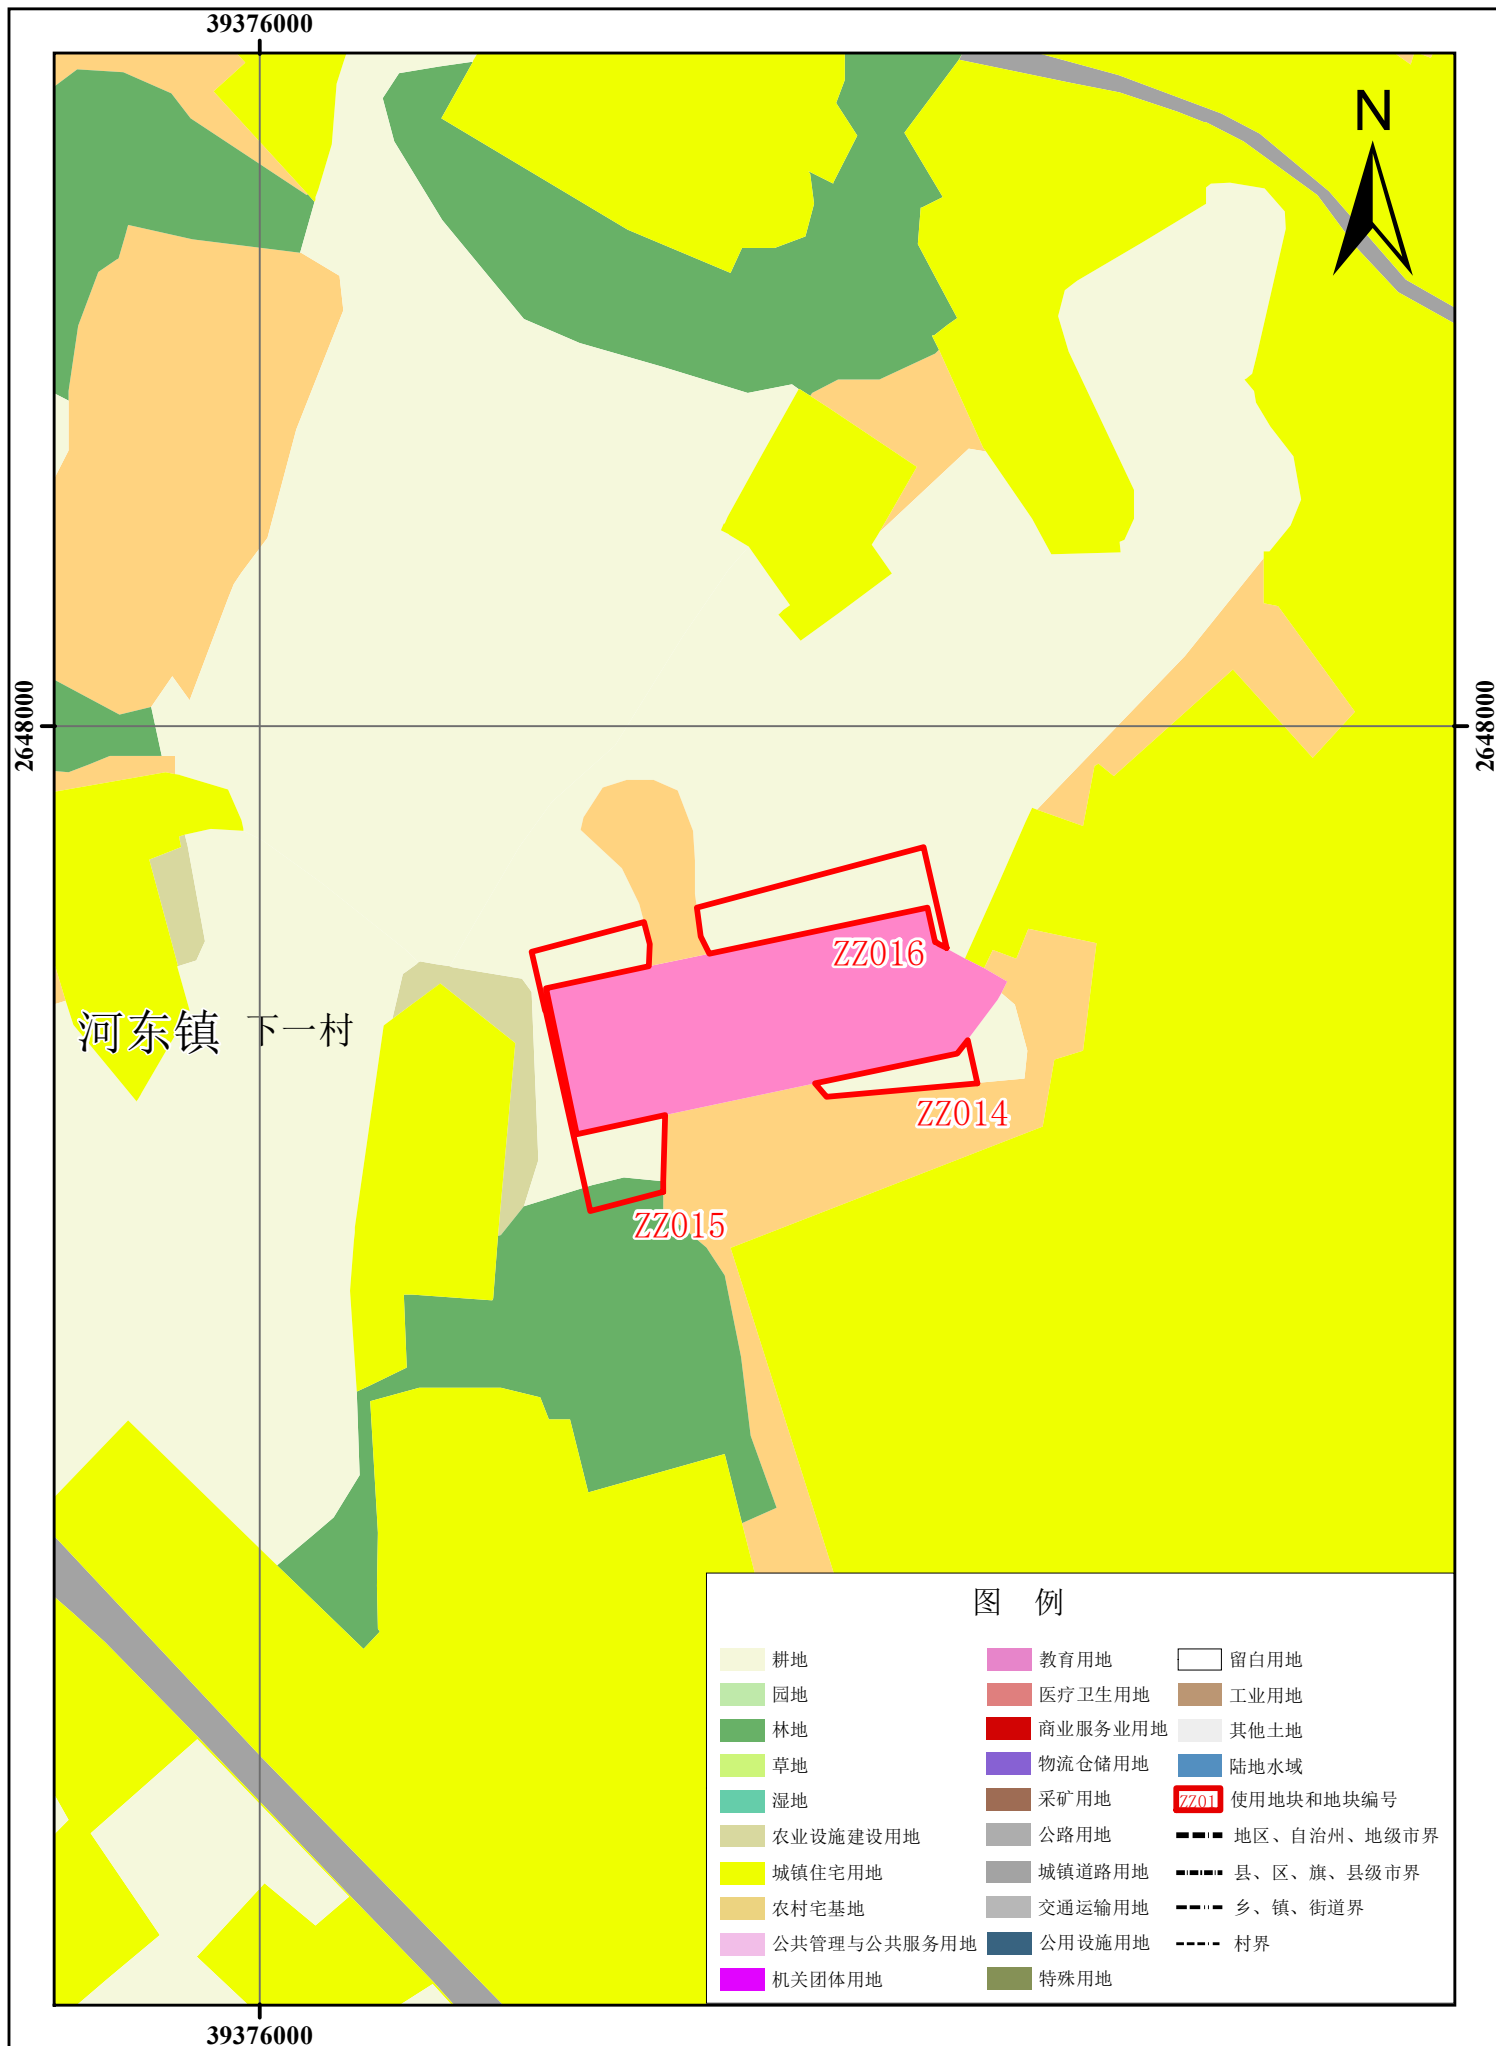 39376000
N
2648000
2648000
ZZ016
河东镇 下一村
ZZ014
ZZ015
图 例
耕地 教育用地 留白用地
园地 医疗卫生用地 工业用地
林地 商业服务业用地 其他土地
草地 物流仓储用地 陆地水域
湿地 采矿用地 ZZ01 使用地块和地块编号
农业设施建设用地 公路用地 地区、自治州、地级市界
城镇住宅用地 城镇道路用地 县、区、旗、县级市界
农村宅基地 交通运输用地 乡、镇、街道界
公共管理与公共服务用地 公用设施用地 村界
机关团体用地 特殊用地
39376000